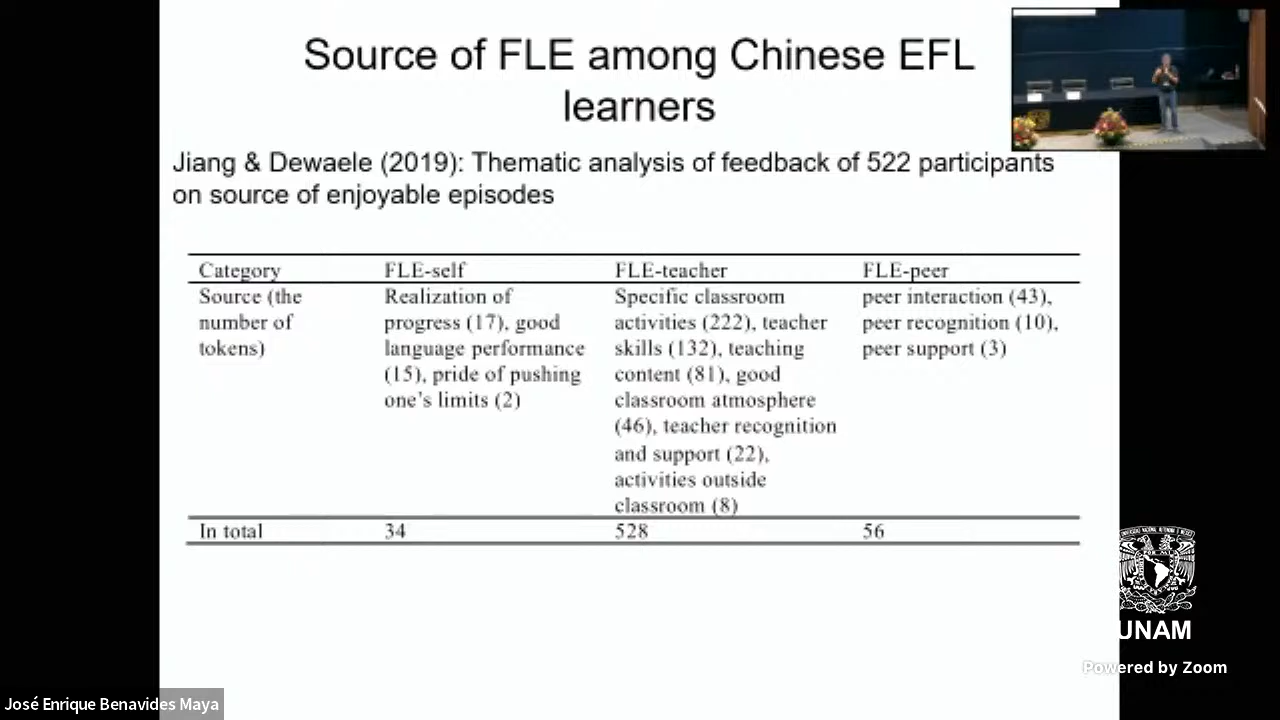 Source of FLE among Chinese EFL
learners
Jiang & Dewaele (2019): Thematic analysis of feedback of 522 participants
on source of enjoyable episodes
Category FLE-self FLE-teacher FLE-peer
Source (the
number of
tokens)
Realization of
progress (17), good
language performance
(15), pride of pushing
one's limits (2)
Specific classroom
activities (222), teacher
skills (132), teaching
content (81), good
classroom atmosphere
(46), teacher recognition
and support (22),
activities outside
classroom (8)
peer interaction (43),
peer recognition (10),
peer support (3)
In total 34 528 56
UNAM
Powered by Zoom
José Enrique Benavides Maya